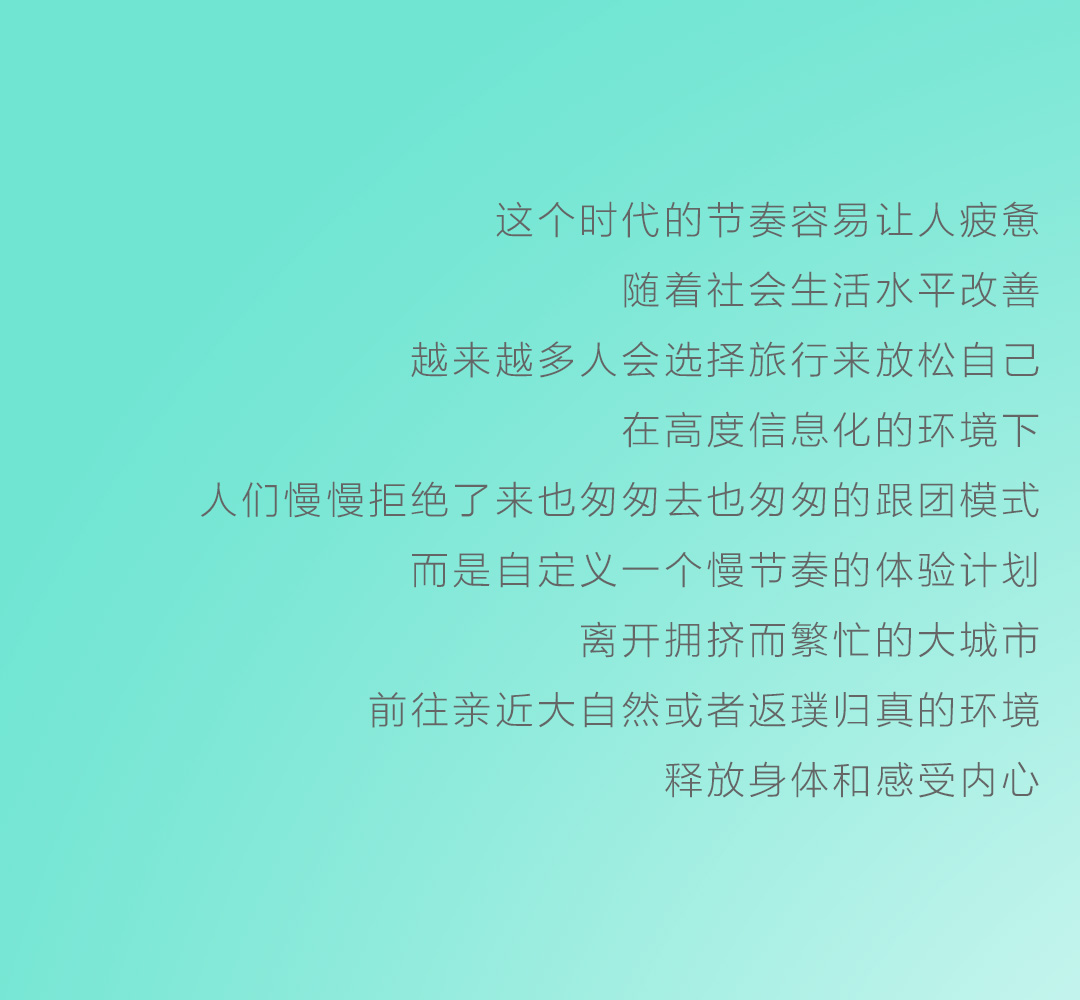 这个时代的节奏容易让人疲惫
随着社会生活水平改善
越来越多人会选择旅行来放松自己
在高度信息化的环境下
人们慢慢拒绝了来也匆匆去也匆匆的跟团模式
而是自定义一个慢节奏的体验计划
离开拥挤而繁忙的大城市
前往亲近大自然或者返璞归真的环境
释放身体和感受内心